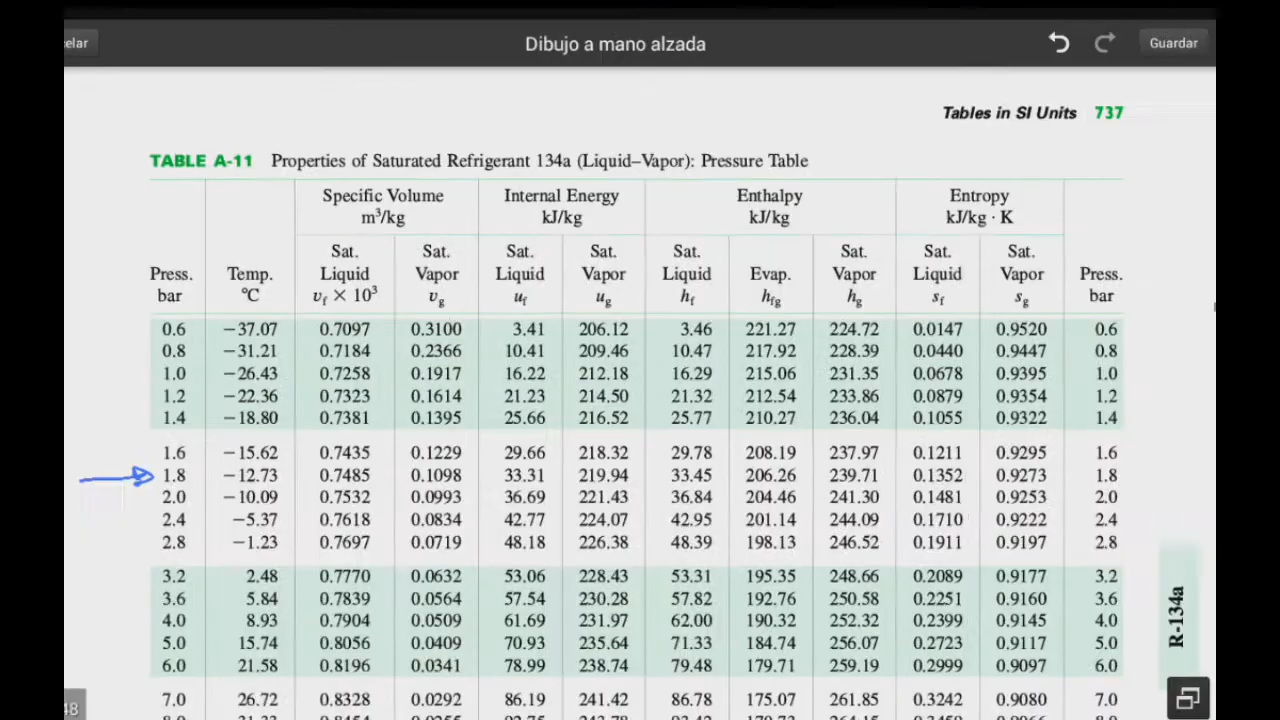 elar
Dibujo a mano alzada
Guardar
Tables in SI Units 737
TABLE A-11 Properties of Saturated Refrigerant 134a (Liquid–Vapor): Pressure Table
Specific Volume Internal Energy Enthalpy Entropy
m³/kg kJ/kg kJ/kg kJ/kg · K
Sat. Sat. Sat. Sat. Sat. Sat. Sat. Sat.
Press. Temp. Liquid Vapor Liquid Vapor Liquid Evap. Vapor Liquid Vapor Press.
bar °C vf × 10³ vg uf ug hf hfg hg sf sg bar
0.6 −37.07 0.7097 0.3100 3.41 206.12 3.46 221.27 224.72 0.0147 0.9520 0.6
0.8 −31.21 0.7184 0.2366 10.41 209.46 10.47 217.92 228.39 0.0440 0.9447 0.8
1.0 −26.43 0.7258 0.1917 16.22 212.18 16.29 215.06 231.35 0.0678 0.9395 1.0
1.2 −22.36 0.7323 0.1614 21.23 214.50 21.32 212.54 233.86 0.0879 0.9354 1.2
1.4 −18.80 0.7381 0.1395 25.66 216.52 25.77 210.27 236.04 0.1055 0.9322 1.4
1.6 −15.62 0.7435 0.1229 29.66 218.32 29.78 208.19 237.97 0.1211 0.9295 1.6
1.8 −12.73 0.7485 0.1098 33.31 219.94 33.45 206.26 239.71 0.1352 0.9273 1.8
2.0 −10.09 0.7532 0.0993 36.69 221.43 36.84 204.46 241.30 0.1481 0.9253 2.0
2.4 −5.37 0.7618 0.0834 42.77 224.07 42.95 201.14 244.09 0.1710 0.9222 2.4
2.8 −1.23 0.7697 0.0719 48.18 226.38 48.39 198.13 246.52 0.1911 0.9197 2.8
3.2 2.48 0.7770 0.0632 53.06 228.43 53.31 195.35 248.66 0.2089 0.9177 3.2
3.6 5.84 0.7839 0.0564 57.54 230.28 57.82 192.76 250.58 0.2251 0.9160 3.6
4.0 8.93 0.7904 0.0509 61.69 231.97 62.00 190.32 252.32 0.2399 0.9145 4.0
5.0 15.74 0.8056 0.0409 70.93 235.64 71.33 184.74 256.07 0.2723 0.9117 5.0
6.0 21.58 0.8196 0.0341 78.99 238.74 79.48 179.71 259.19 0.2999 0.9097 6.0
7.0 26.72 0.8328 0.0292 86.19 241.42 86.78 175.07 261.85 0.3242 0.9080 7.0
R-134a
48